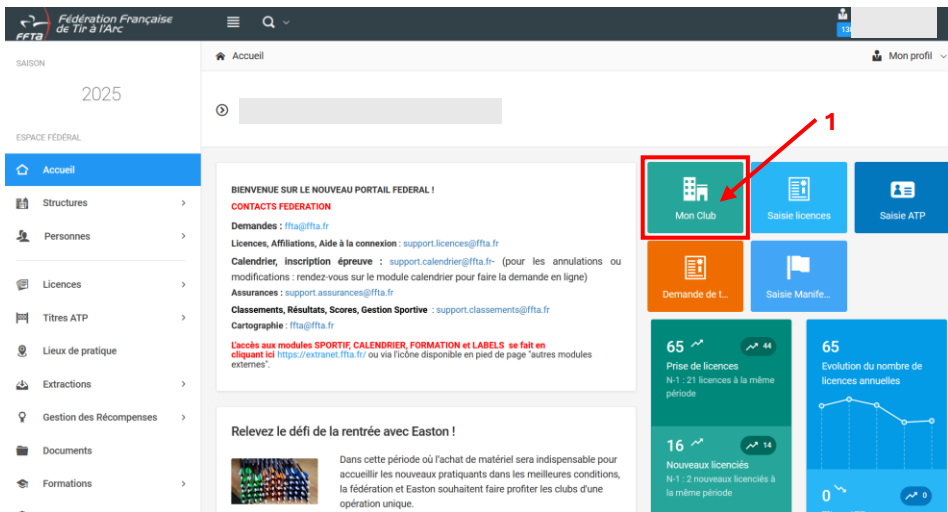 Fédération Française
de Tir à l'Arc
FFTa
SAISON
2025
ESPACE FÉDÉRAL
Accueil
Structures
Personnes
Licences
Titres ATP
Lieux de pratique
Extractions
Gestion des Récompenses
Documents
Formations
Accueil
Mon profil
1
BIENVENUE SUR LE NOUVEAU PORTAIL FEDERAL !
CONTACTS FEDERATION
Demandes : ffta@ffta.fr
Licences, Affiliations, Aide à la connexion : support.licences@ffta.fr
Calendrier, inscription épreuve : support.calendrier@ffta.fr- (pour les annulations ou
modifications : rendez-vous sur le module calendrier pour faire la demande en ligne)
Assurances : support.assurances@ffta.fr
Classements, Résultats, Scores, Gestion Sportive : support.classements@ffta.fr
Cartographie : ffta@ffta.fr
L'accès aux modules SPORTIF, CALENDRIER, FORMATION et LABELS se fait en
cliquant ici https://extranet.ffta.fr/ ou via l'icône disponible en pied de page "autres modules
externes".
Relevez le défi de la rentrée avec Easton !
Dans cette période où l'achat de matériel sera indispensable pour
accueillir les nouveaux pratiquants dans les meilleures conditions,
la fédération et Easton souhaitent faire profiter les clubs d'une
opération unique.
Mon Club
Saisie licences
Saisie ATP
Demande de t...
Saisie Manife...
65
44
Prise de licences
N-1 : 21 licences à la même
période
16
14
Nouveaux licenciés
N-1 : 2 nouveaux licenciés à
la même période
65
Evolution du nombre de
licences annuelles
0
0